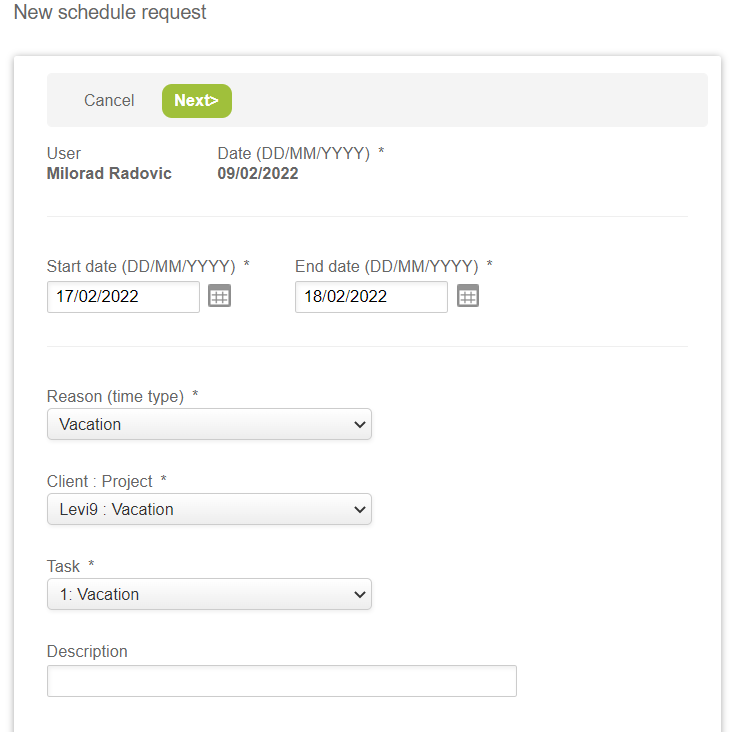 New schedule request
Cancel Next>
User Date (DD/MM/YYYY) *
Milorad Radovic 09/02/2022
Start date (DD/MM/YYYY) * End date (DD/MM/YYYY) *
17/02/2022 18/02/2022
Reason (time type) *
Vacation
Client : Project *
Levi9 : Vacation
Task *
1: Vacation
Description